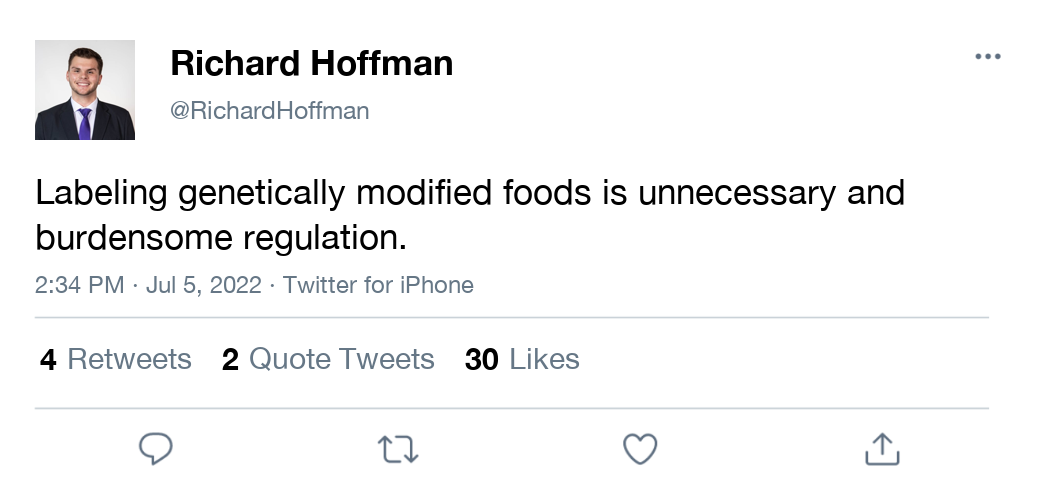 Richard Hoffman
@RichardHoffman
Labeling genetically modified foods is unnecessary and
burdensome regulation.
2:34 PM · Jul 5, 2022 · Twitter for iPhone
4 Retweets 2 Quote Tweets 30 Likes